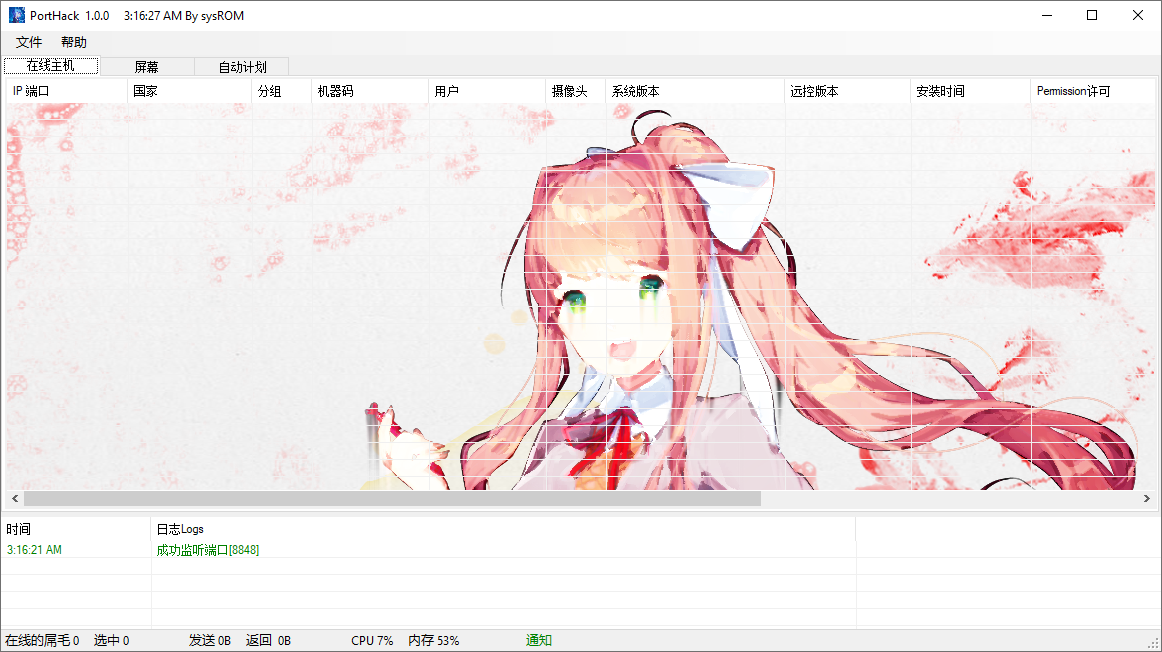 PortHack 1.0.0 3:16:27 AM By sysROM
文件 帮助
在线主机 屏幕 自动计划
IP 端口 国家 分组 机器码 用户 摄像头 系统版本 远控版本 安装时间 Permission许可
时间 日志Logs
3:16:21 AM 成功监听端口[8848]
在线的屌毛 0 选中 0 发送 0B 返回 0B CPU 7% 内存 53% 通知